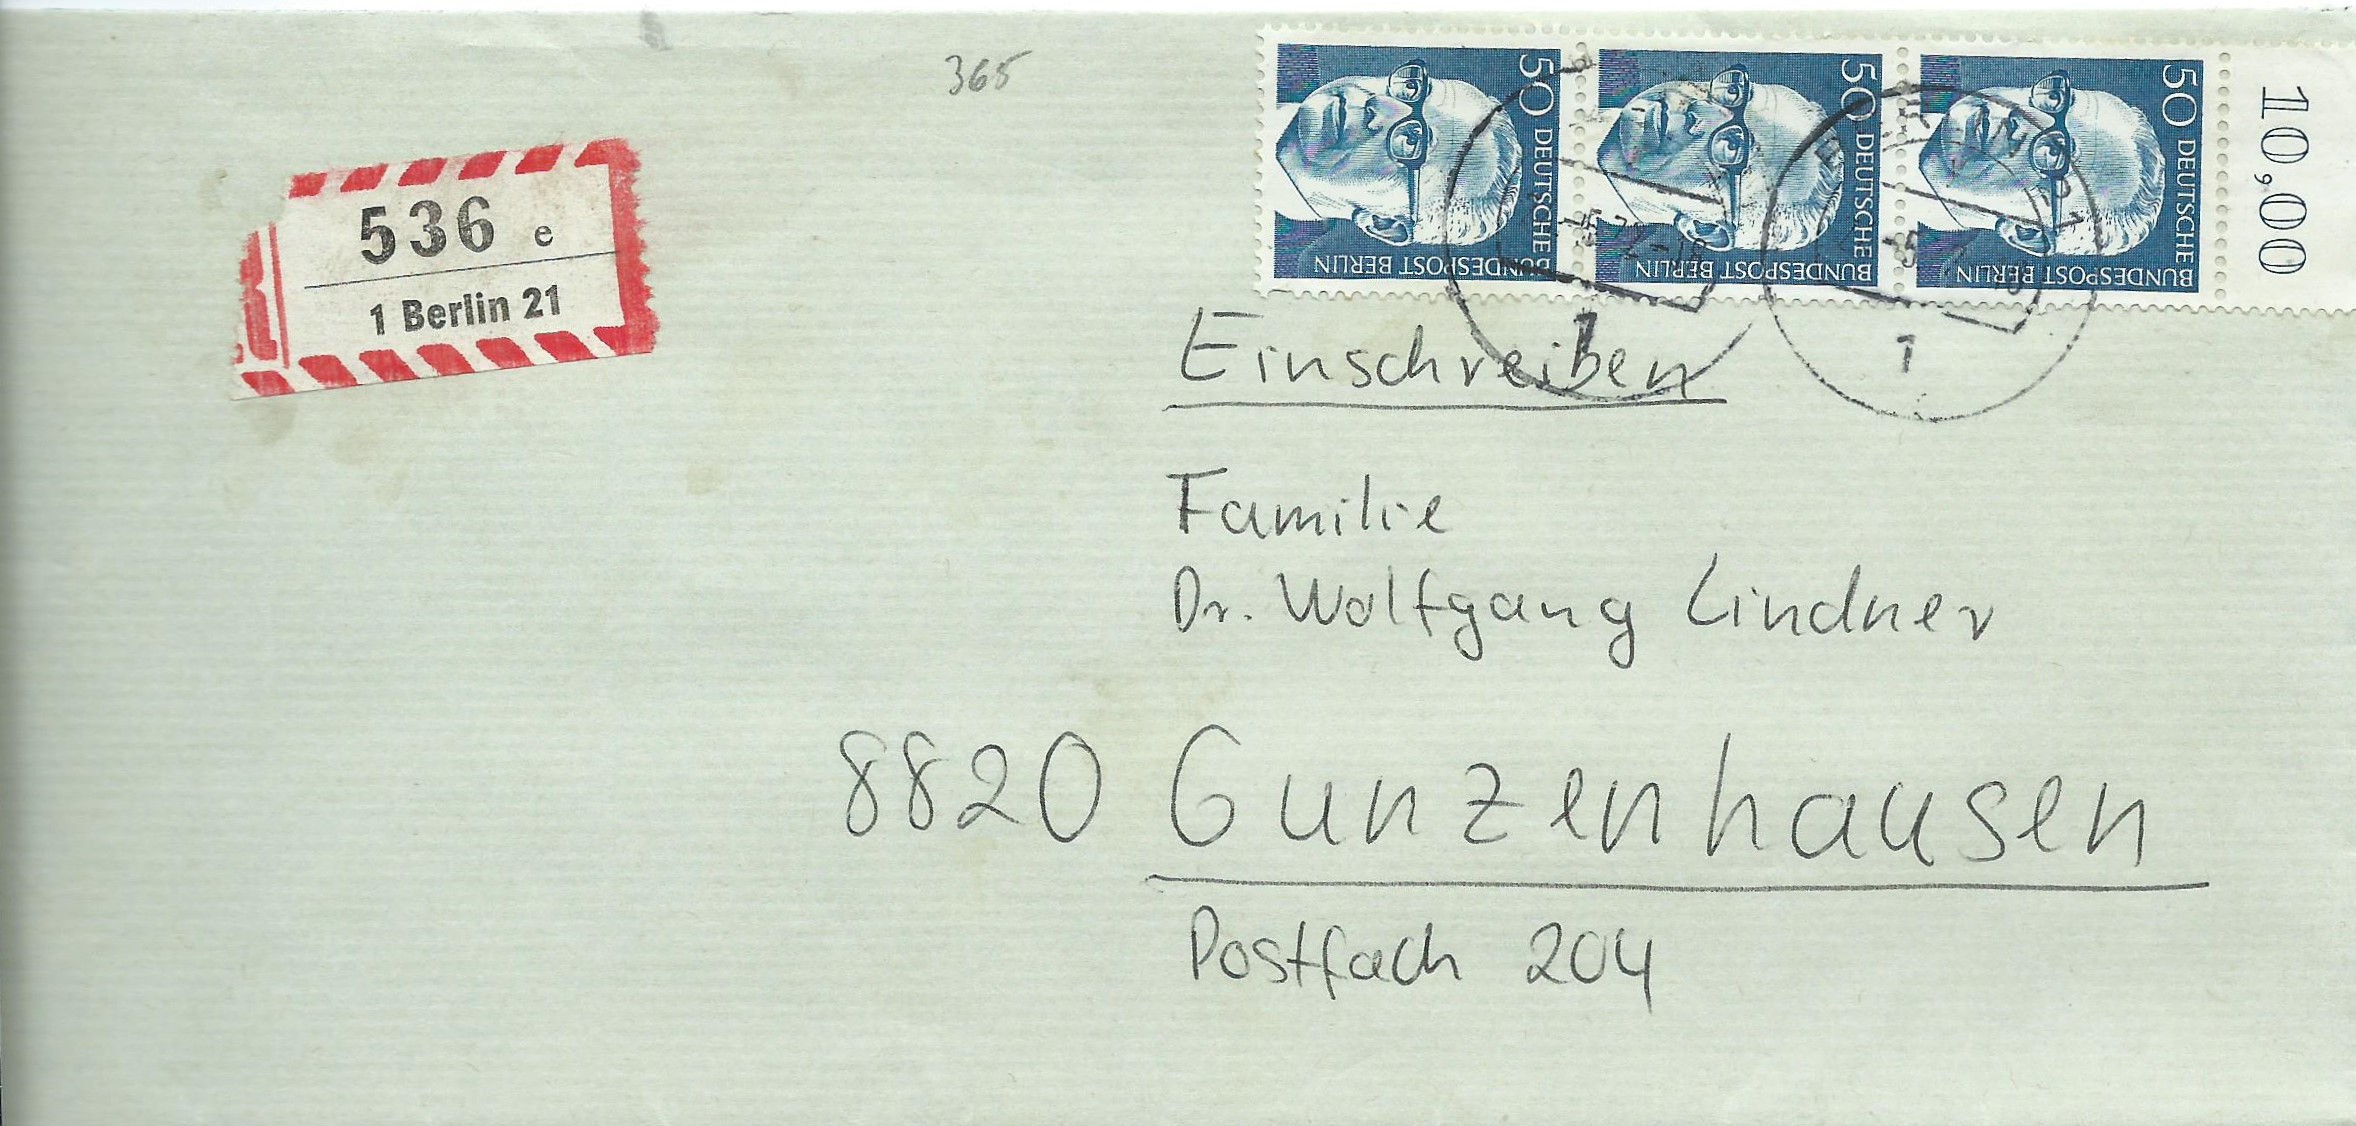 365
50 DEUTSCHE
BUNDESPOST BERLIN
50 DEUTSCHE
BUNDESPOST BERLIN
50 DEUTSCHE
BUNDESPOST BERLIN
10,00
536 e
1 Berlin 21
1
1
Einschreiben
Familie
Dr. Wolfgang Lindner
8820 Gunzenhausen
Postfach 204